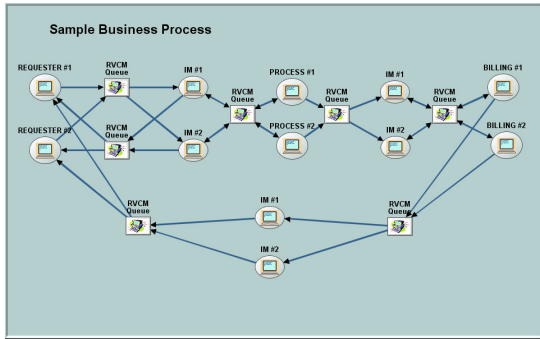 Sample Business Process
REQUESTER #1
RVCM
Queue
IM #1
RVCM
Queue
PROCESS #1
RVCM
Queue
IM #1
RVCM
Queue
BILLING #1
REQUESTER #2
RVCM
Queue
IM #2
PROCESS #2
IM #2
BILLING #2
RVCM
Queue
IM #1
RVCM
Queue
IM #2